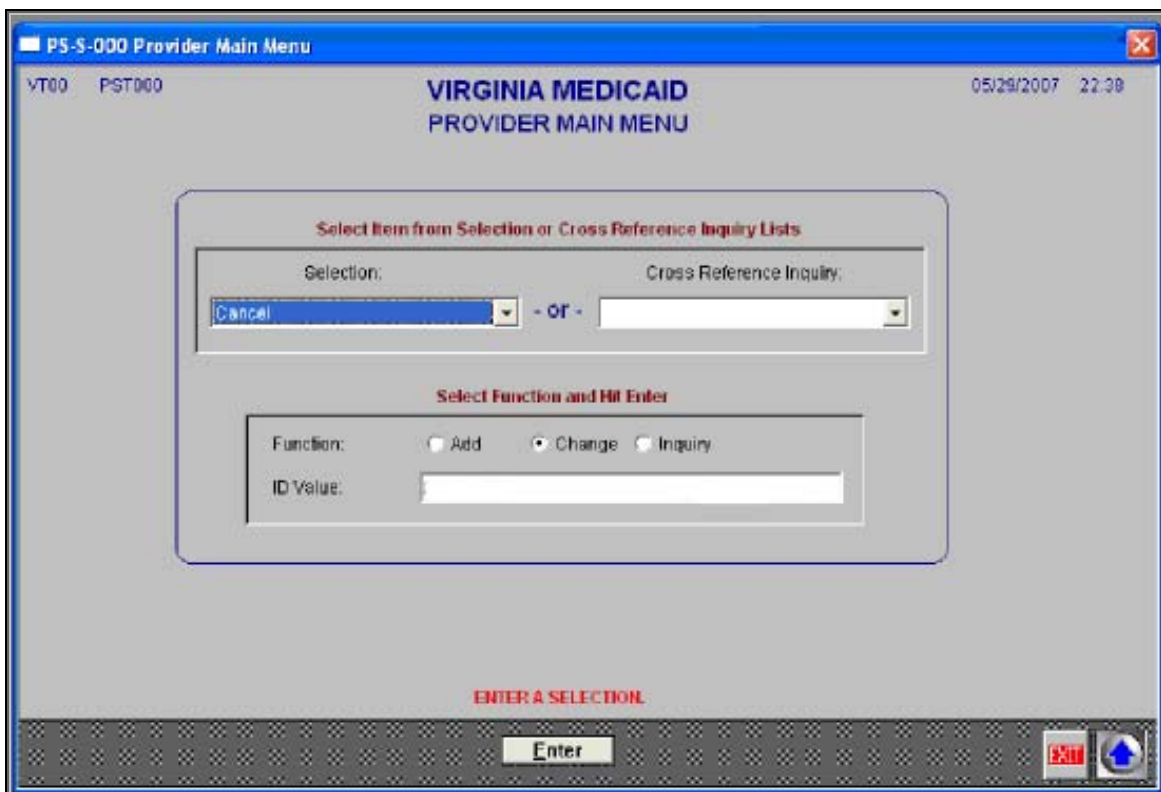 PS-S-000 Provider Main Menu
VT00 PST000 VIRGINIA MEDICAID 05/29/2007 22:38
PROVIDER MAIN MENU
Select Item from Selection or Cross Reference Inquiry Lists
Selection: Cross Reference Inquiry:
Cancel - or -
Select Function and Hit Enter
Function: Add Change Inquiry
ID Value:
ENTER A SELECTION.
Enter EXIT